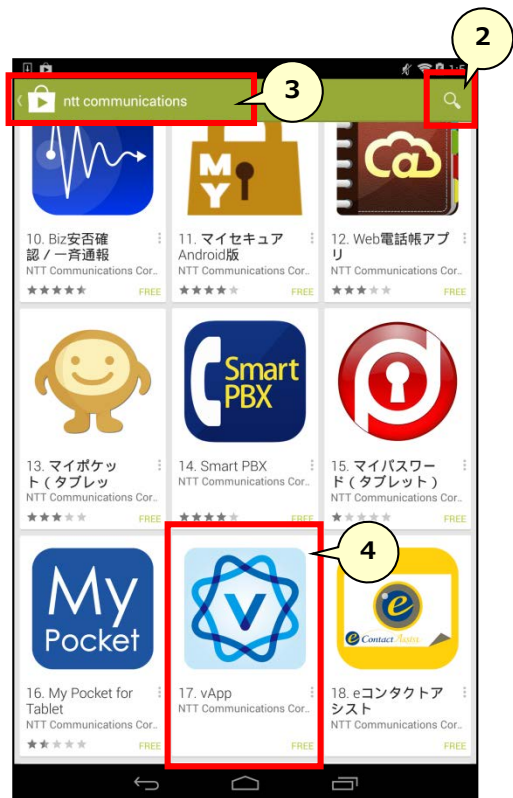 2
1:5
3
ntt communications
4
MY
@
10. Biz安否確
認／一斉通報
NTT Communications Cor..
FREE
11. マイセキュア
Android版
NTT Communications Cor..
FREE
12. Web電話帳アプ
リ
NTT Communications Cor..
FREE
Smart
PBX
13. マイポケッ
ト（タブレッ
NTT Communications Cor..
FREE
14. Smart PBX
NTT Communications Cor..
FREE
15. マイパスワー
ド（タブレット）
NTT Communications Cor..
FREE
My
Pocket
V
e
e Contact Assist
16. My Pocket for
Tablet
NTT Communications Cor..
FREE
17. vApp
NTT Communications Cor..
FREE
18. eコンタクトア
シスト
NTT Communications Cor..
FREE